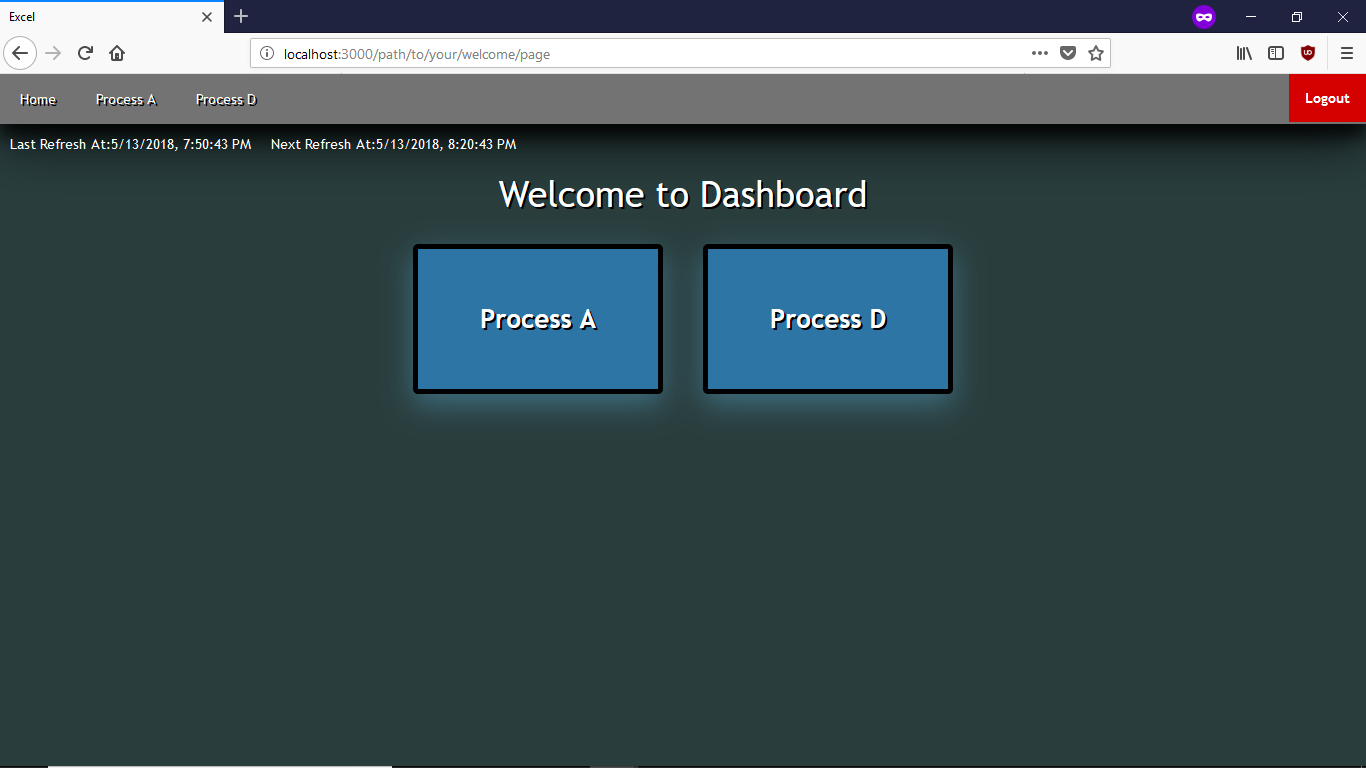 Excel
localhost:3000/path/to/your/welcome/page
Home Process A Process D Logout
Last Refresh At:5/13/2018, 7:50:43 PM Next Refresh At:5/13/2018, 8:20:43 PM
Welcome to Dashboard
Process A Process D